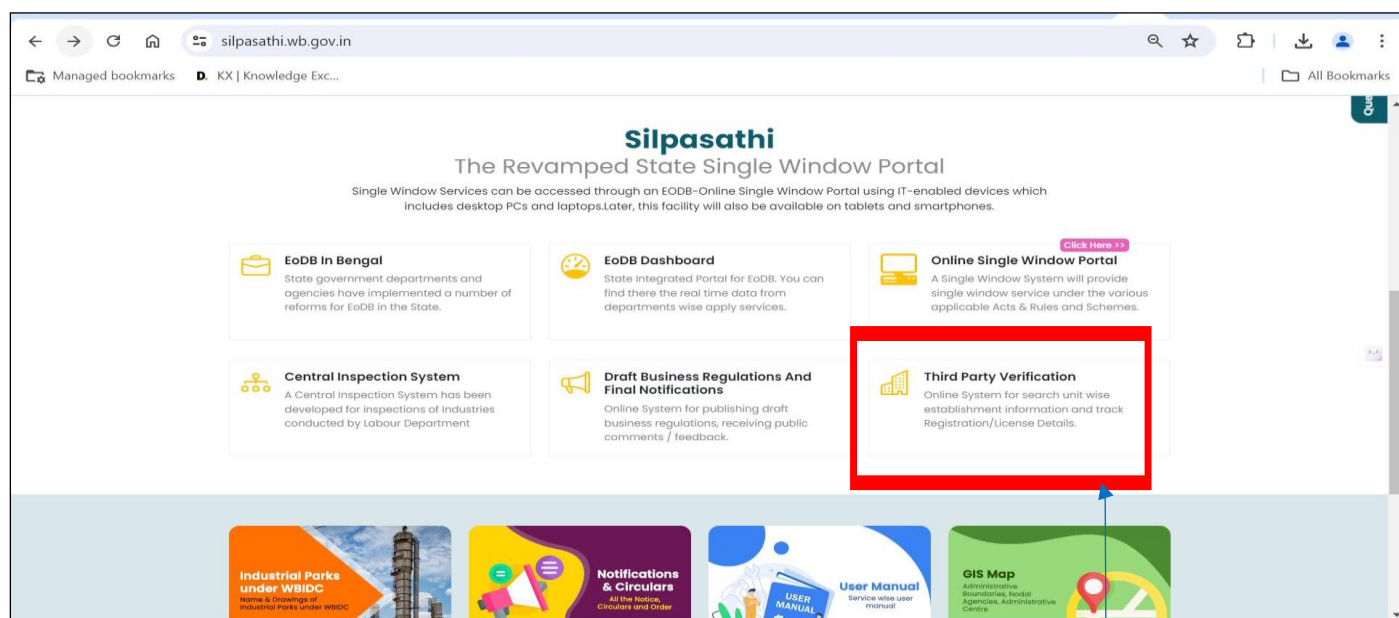 silpasathi.wb.gov.in
Managed bookmarks
D. KX | Knowledge Exc...
All Bookmarks
Que
Silpasathi
The Revamped State Single Window Portal
Single Window Services can be accessed through an EODB-Online Single Window Portal using IT-enabled devices which
includes desktop PCs and laptops.Later, this facility will also be available on tablets and smartphones.
EoDB In Bengal
State government departments and
agencies have implemented a number of
reforms for EoDB in the State.
EoDB Dashboard
State Integrated Portal for EoDB. You can
find there the real time data from
departments wise apply services.
Click Here >>
Online Single Window Portal
A Single Window System will provide
single window service under the various
applicable Acts & Rules and Schemes.
Central Inspection System
A Central Inspection System has been
developed for inspections of Industries
conducted by Labour Department
Draft Business Regulations And
Final Notifications
Online System for publishing draft
business regulations, receiving public
comments / feedback.
Third Party Verification
Online System for search unit wise
establishment information and track
Registration/License Details.
Industrial Parks
under WBIDC
Name & Drawings of
Industrial Parks under WBIDC
Notifications
& Circulars
All the Notice,
Circulars and Order
USER
MANUAL
User Manual
Service wise user
manual
GIS Map
Administrative
Boundaries, Nodal
Agencies, Administrative
Centre